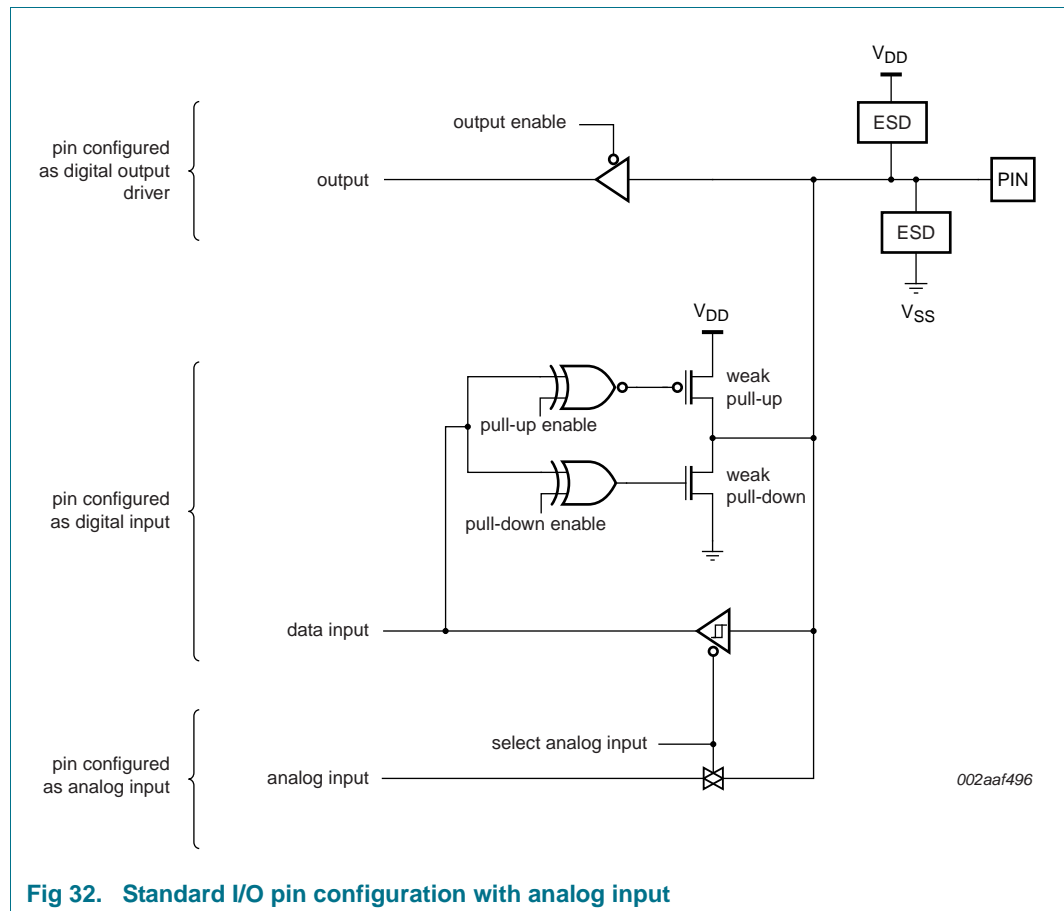 VDD
ESD
PIN
ESD
VSS
output enable
output
pin configured
as digital output
driver
VDD
weak
pull-up
pull-up enable
weak
pull-down
pull-down enable
pin configured
as digital input
data input
select analog input
analog input
pin configured
as analog input
002aaf496
Fig 32. Standard I/O pin configuration with analog input